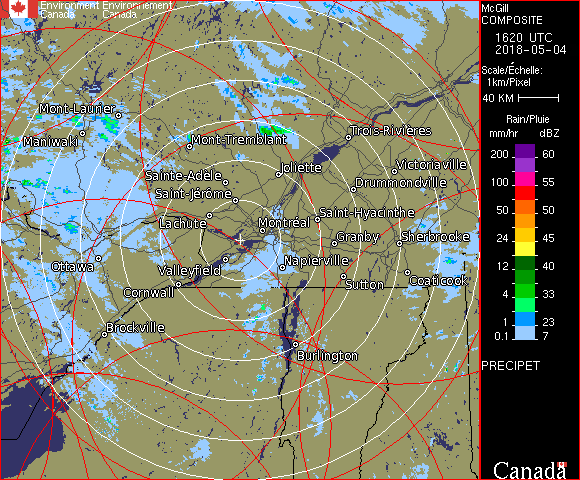 Environment Environnement
Canada Canada
McGill
COMPOSITE
1620 UTC
2018-05-04
Scale/Échelle:
1km/Pixel
40 KM
Rain/Pluie
mm/hr dBZ
200 60
100 55
50 50
24 45
12 40
4 33
1 23
0.1 7
PRECIPET
Canada
Mont-Laurier
Maniwaki
Mont-Tremblant
Trois-Rivières
Joliette
Victoriaville
Sainte-Adèle
Drummondville
Saint-Jérôme
Lachute
Saint-Hyacinthe
Montréal
Granby
Sherbrooke
Ottawa
Valleyfield
Napierville
Cornwall
Sutton
Coaticook
Brockville
Burlington